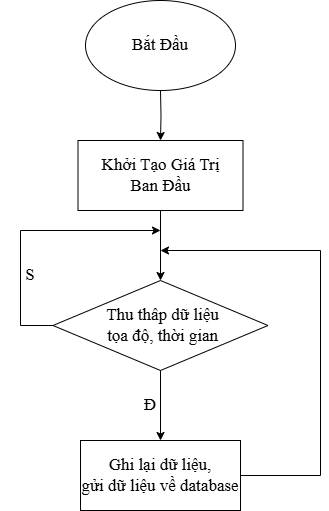 Bắt Đầu
Khởi Tạo Giá Trị
Ban Đầu
S
Thu thâp dữ liệu
tọa độ, thời gian
Đ
Ghi lại dữ liệu,
gửi dữ liệu về database